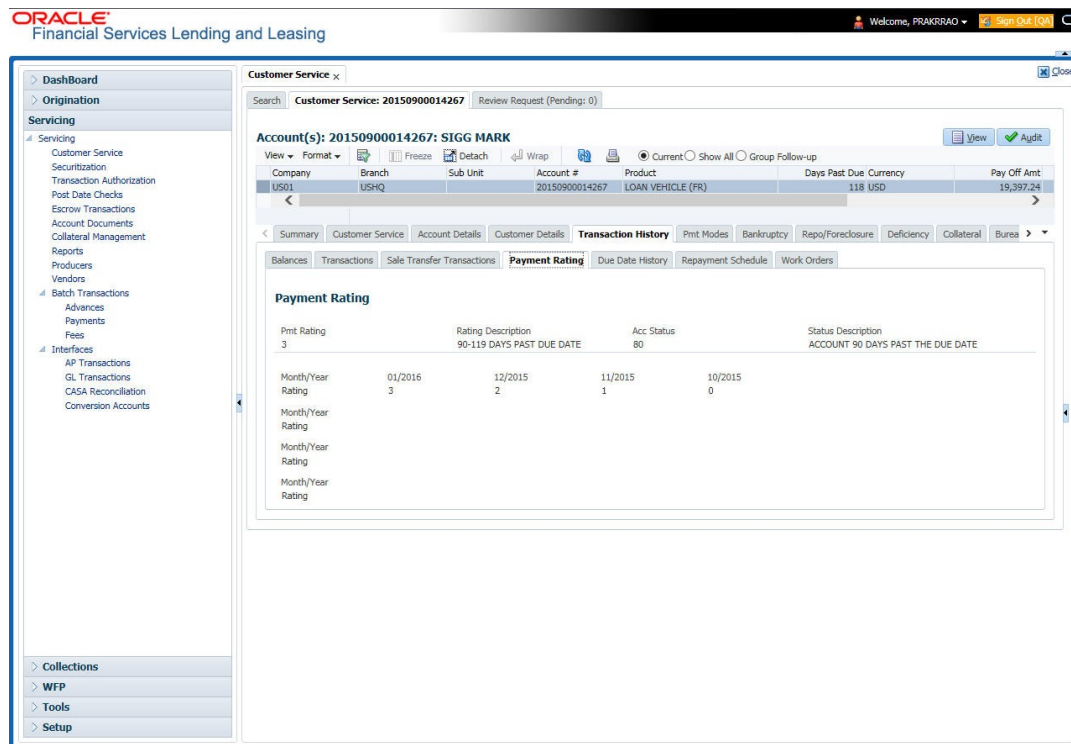 ORACLE
Financial Services Lending and Leasing
Welcome, PRAKRRAO
Sign Out [QA]
DashBoard
Origination
Servicing
Servicing
Customer Service
Securitization
Transaction Authorization
Post Date Checks
Escrow Transactions
Account Documents
Collateral Management
Reports
Producers
Vendors
Batch Transactions
Advances
Payments
Fees
Interfaces
AP Transactions
GL Transactions
CASA Reconciliation
Conversion Accounts
Collections
WFP
Tools
Setup
Customer Service x
Close
Search Customer Service: 20150900014267 Review Request (Pending: 0)
Account(s): 20150900014267: SIGG MARK
View Audit
View Format Freeze Detach Wrap Current Show All Group Follow-up
Company Branch Sub Unit Account # Product Days Past Due Currency Pay Off Amt
US01 USHQ 20150900014267 LOAN VEHICLE (FR) 118 USD 19,397.24
Summary Customer Service Account Details Customer Details Transaction History Pmt Modes Bankruptcy Repo/Foreclosure Deficiency Collateral Burea
Balances Transactions Sale Transfer Transactions Payment Rating Due Date History Repayment Schedule Work Orders
Payment Rating
Pmt Rating Rating Description Acc Status Status Description
3 90-119 DAYS PAST DUE DATE 80 ACCOUNT 90 DAYS PAST THE DUE DATE
Month/Year 01/2016 12/2015 11/2015 10/2015
Rating 3 2 1 0
Month/Year
Rating
Month/Year
Rating
Month/Year
Rating